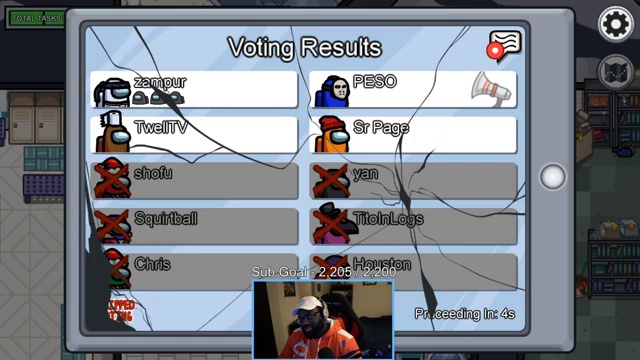 TOTAL TASKS
Voting Results
zampur
PESO
TwellTV
Sr Page
shofu
yan
Squirtball
TitoInLogs
Chris
Houston
Sub-Goal - 2,205 / 2,200
Proceeding In: 4s